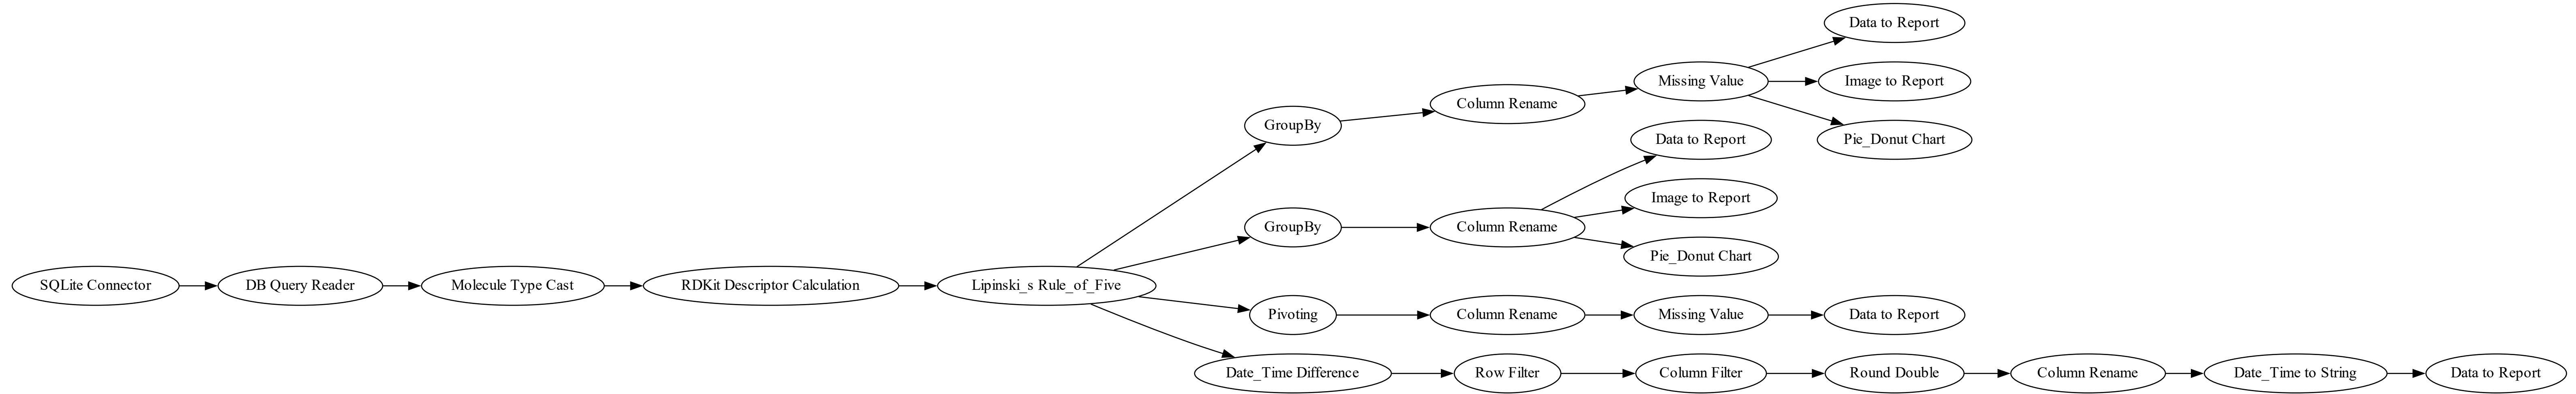 Data to Report
Missing Value
Image to Report
Column Rename
GroupBy
Pie_Donut Chart
Data to Report
Image to Report
GroupBy
Column Rename
Pie_Donut Chart
SQLite Connector
DB Query Reader
Molecule Type Cast
RDKit Descriptor Calculation
Lipinski_s Rule_of_Five
Pivoting
Column Rename
Missing Value
Data to Report
Date_Time Difference
Row Filter
Column Filter
Round Double
Column Rename
Date_Time to String
Data to Report